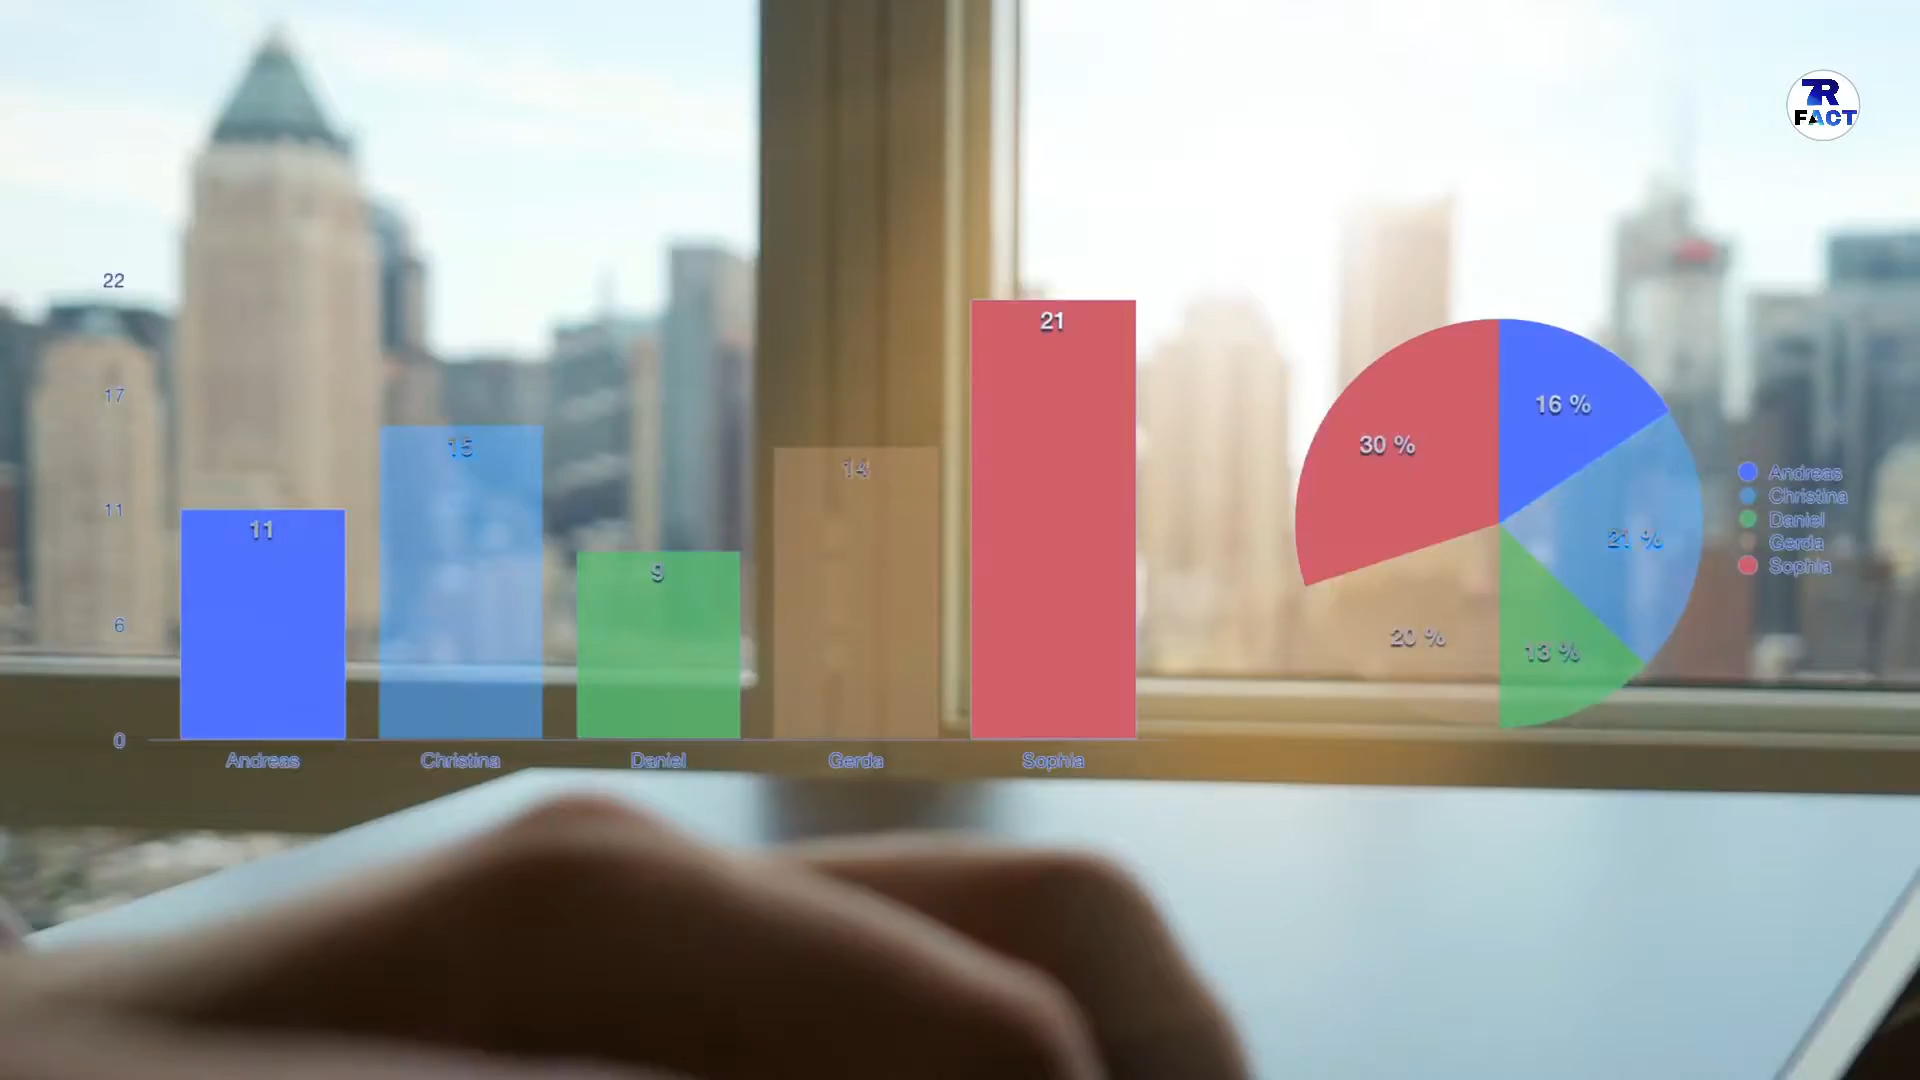 7R
FACT
22
17
11
6
0
11
15
9
14
21
Andreas
Christina
Daniel
Gerda
Sophia
16 %
21 %
13 %
20 %
30 %
Andreas
Christina
Daniel
Gerda
Sophia